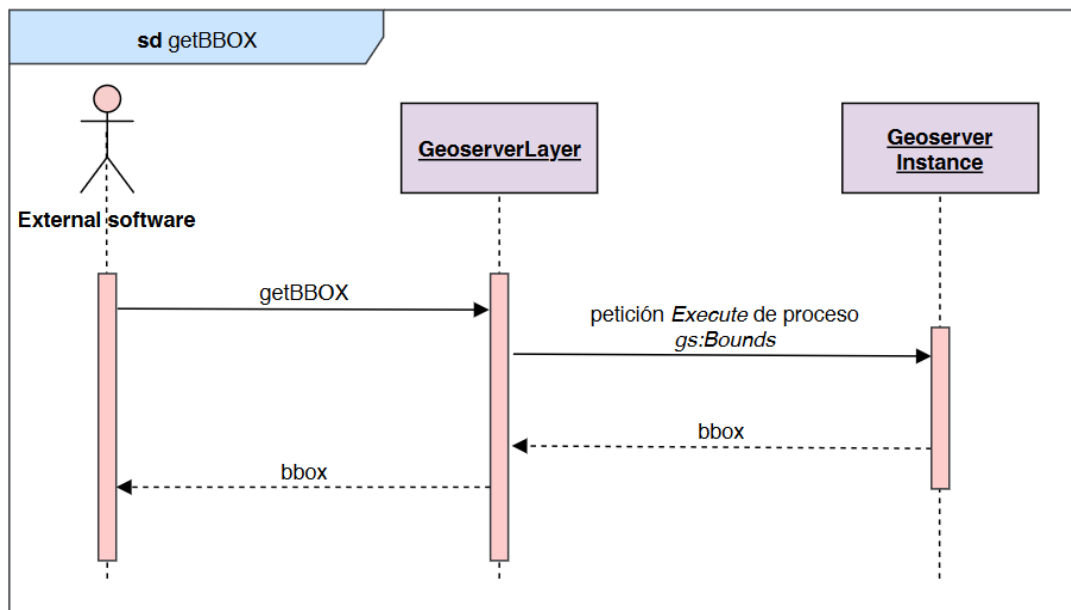 sd getBBOX
External software
GeoserverLayer
Geoserver
Instance
getBBOX
petición Execute de proceso
gs:Bounds
bbox
bbox